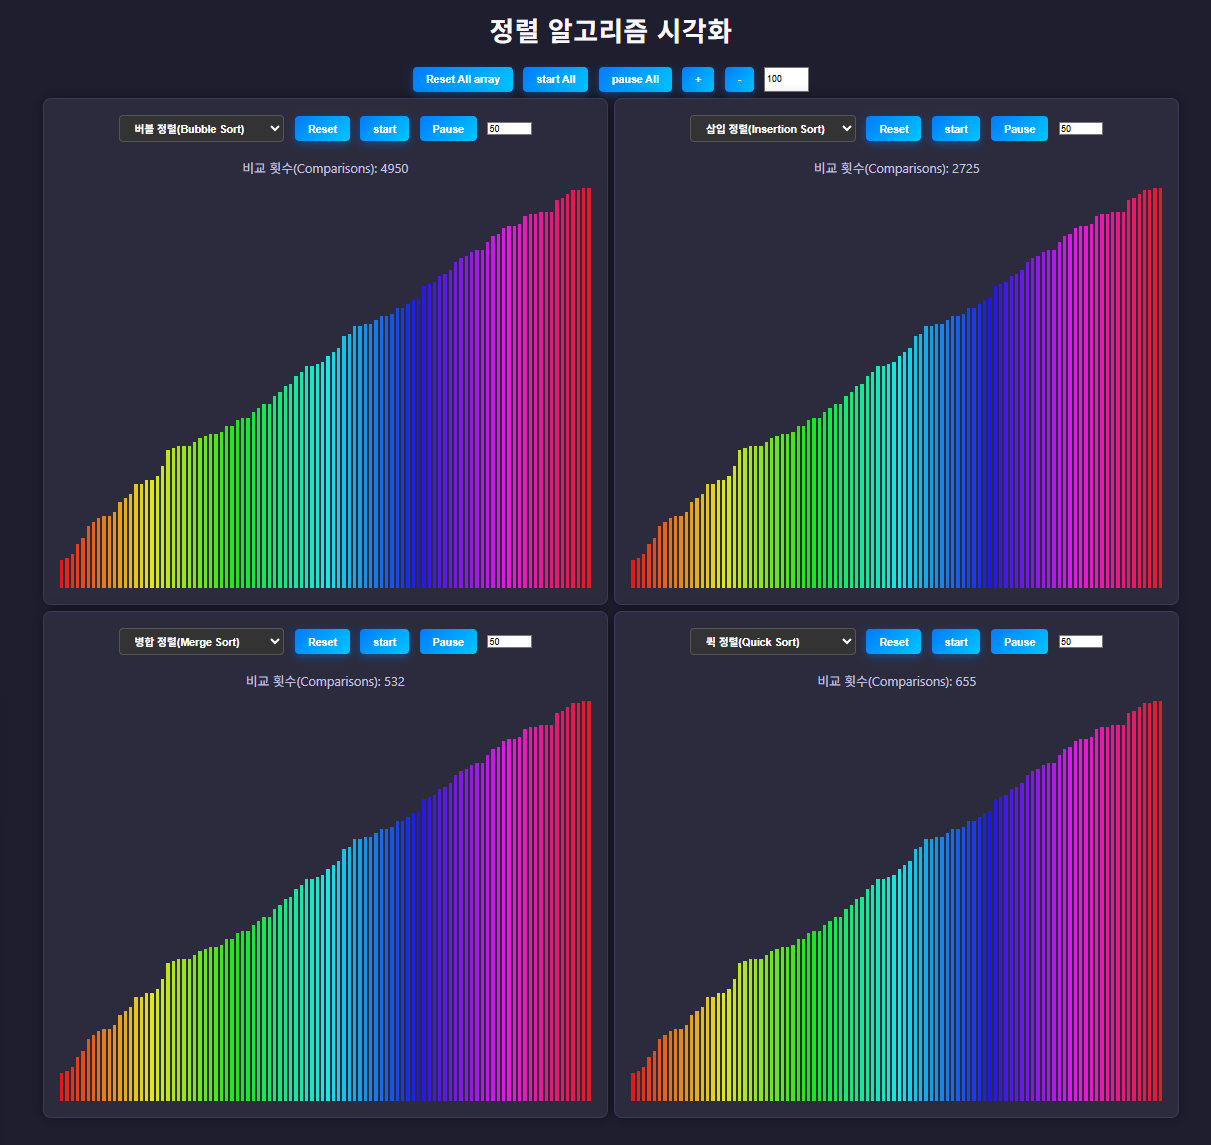 정렬 알고리즘 시각화
Reset All array start All pause All + - 100
버블 정렬(Bubble Sort) Reset start Pause 50
비교 횟수(Comparisons): 4950
삽입 정렬(Insertion Sort) Reset start Pause 50
비교 횟수(Comparisons): 2725
병합 정렬(Merge Sort) Reset start Pause 50
비교 횟수(Comparisons): 532
퀵 정렬(Quick Sort) Reset start Pause 50
비교 횟수(Comparisons): 655